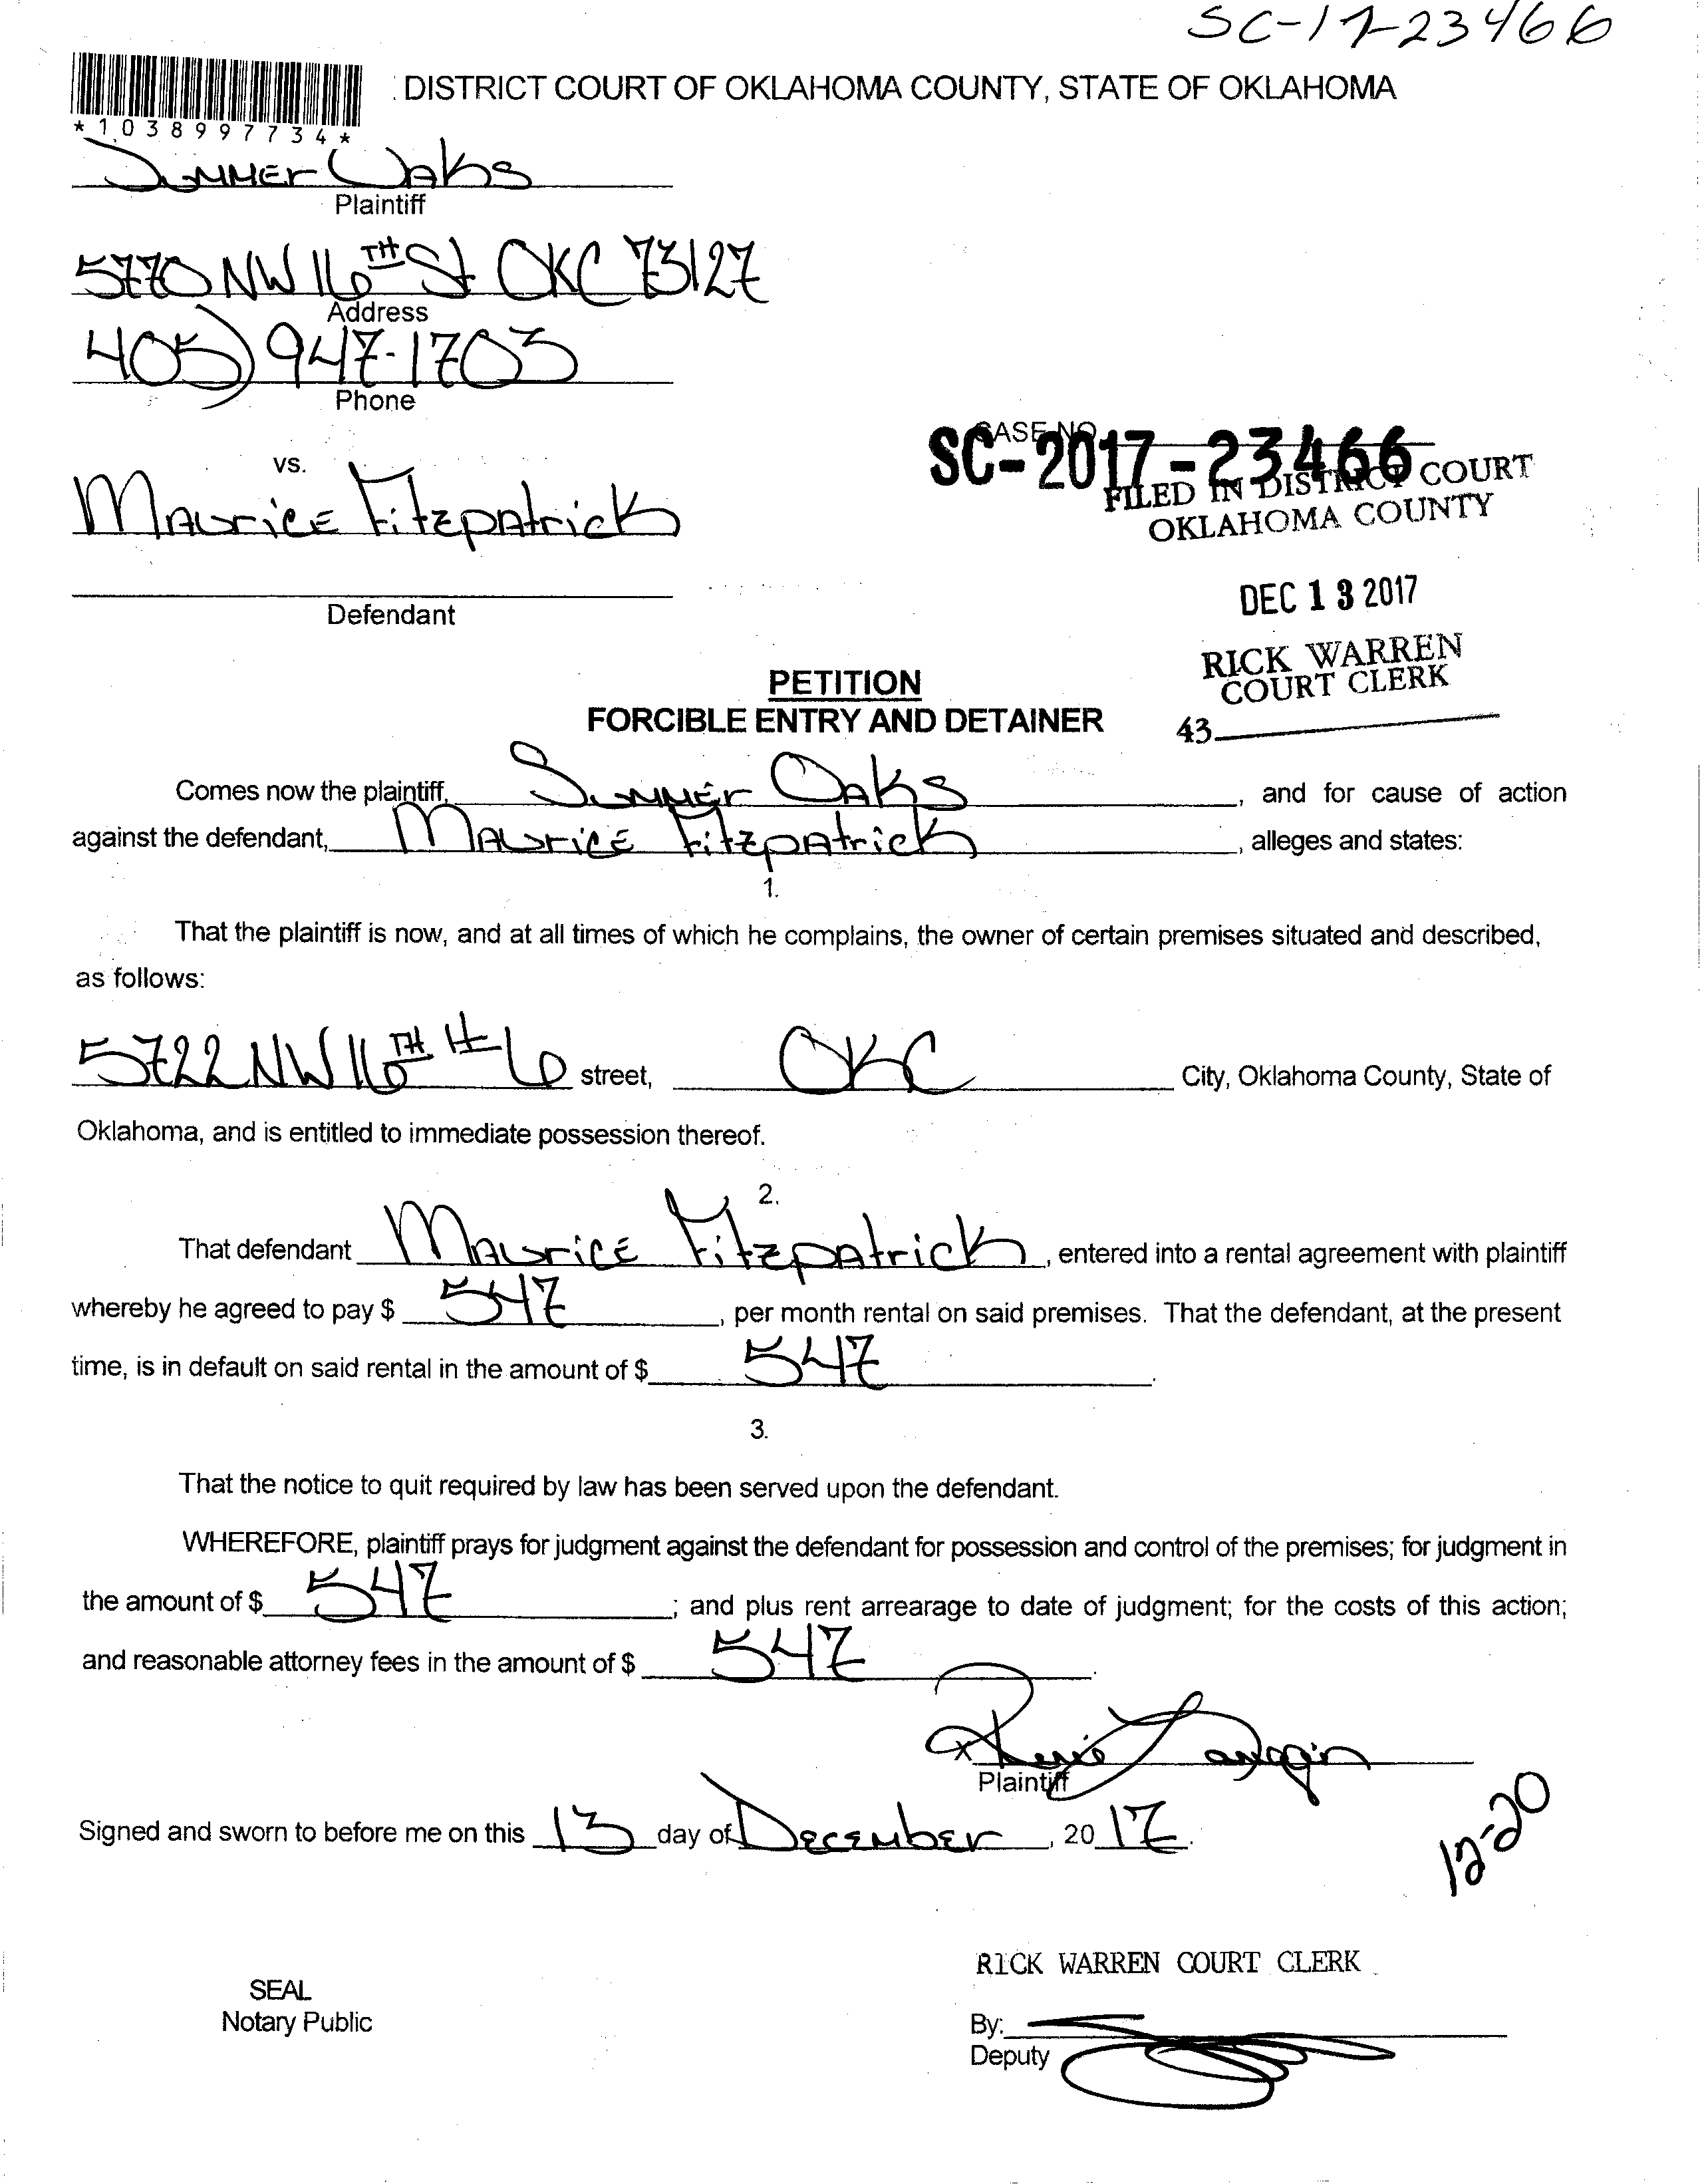 SC-17-23466
DISTRICT COURT OF OKLAHOMA COUNTY, STATE OF OKLAHOMA
*1038997734*
Summer Oaks
Plaintiff
5770 NW 16TH St OKC 73127
Address
405) 947-1703
Phone
vs.
CASE NO.
SC-2017-23466
Maurice Fitzpatrick
FILED IN DISTRICT COURT
OKLAHOMA COUNTY
DEC 13 2017
Defendant
RICK WARREN
COURT CLERK
43
PETITION
FORCIBLE ENTRY AND DETAINER
Comes now the plaintiff, Summer Oaks, and for cause of action
against the defendant, Maurice Fitzpatrick, alleges and states:
1.
That the plaintiff is now, and at all times of which he complains, the owner of certain premises situated and described,
as follows:
5722 NW 16TH #6 street, OKC City, Oklahoma County, State of
Oklahoma, and is entitled to immediate possession thereof.
2.
That defendant Maurice Fitzpatrick, entered into a rental agreement with plaintiff
whereby he agreed to pay $ 547, per month rental on said premises. That the defendant, at the present
time, is in default on said rental in the amount of $ 547.
3.
That the notice to quit required by law has been served upon the defendant.
WHEREFORE, plaintiff prays for judgment against the defendant for possession and control of the premises; for judgment in
the amount of $ 547; and plus rent arrearage to date of judgment; for the costs of this action;
and reasonable attorney fees in the amount of $ 547.
Plaintiff
Signed and sworn to before me on this 13 day of December, 2017.
12-20
RICK WARREN COURT CLERK
SEAL
Notary Public
By:
Deputy